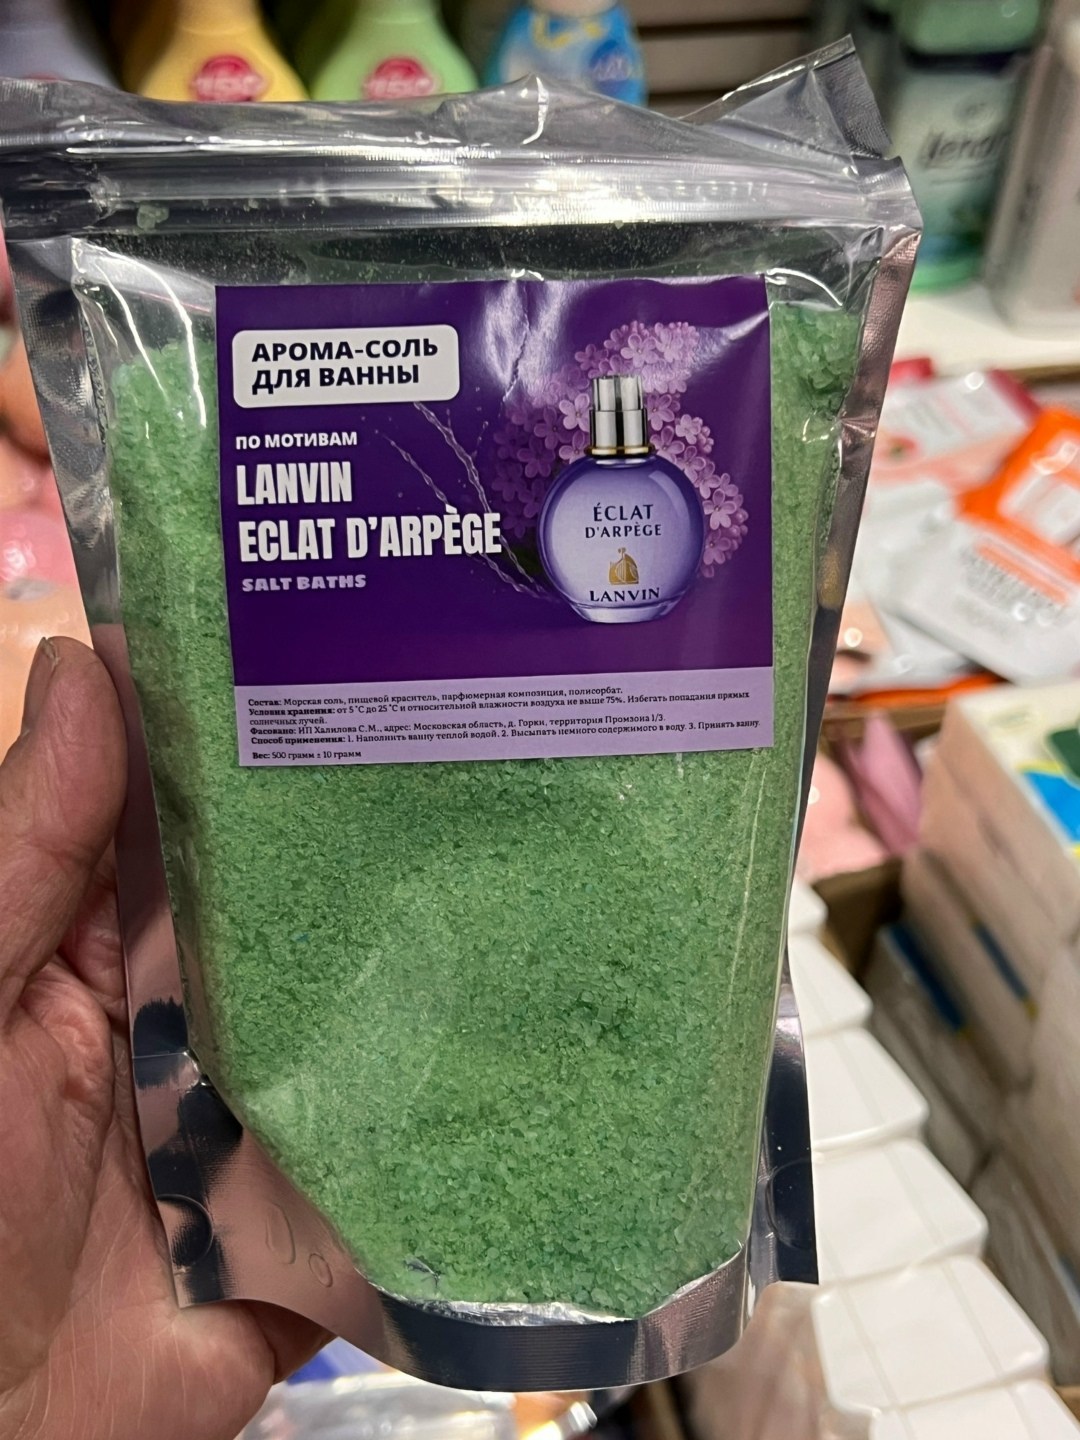 АРОМА-СОЛЬ
ДЛЯ ВАННЫ
ПО МОТИВАМ
LANVIN
ECLAT D’ARPÈGE
SALT BATHS
ÉCLAT
D'ARPÈGE
LANVIN
Состав: Морская соль, пищевой краситель, парфюмерная композиция, полисорбат.
Условия хранения: от 5 °С до 25 °С и относительной влажности воздуха не выше 75%. Избегать попадания прямых
солнечных лучей.
Фасовано: ИП Халилова С.М., адрес: Московская область, д. Горки, территория Промзона 1/3.
Способ применения: 1. Наполнить ванну теплой водой. 2. Высыпать немного содержимого в воду. 3. Принять ванну.
Вес: 500 грамм ± 10 грамм